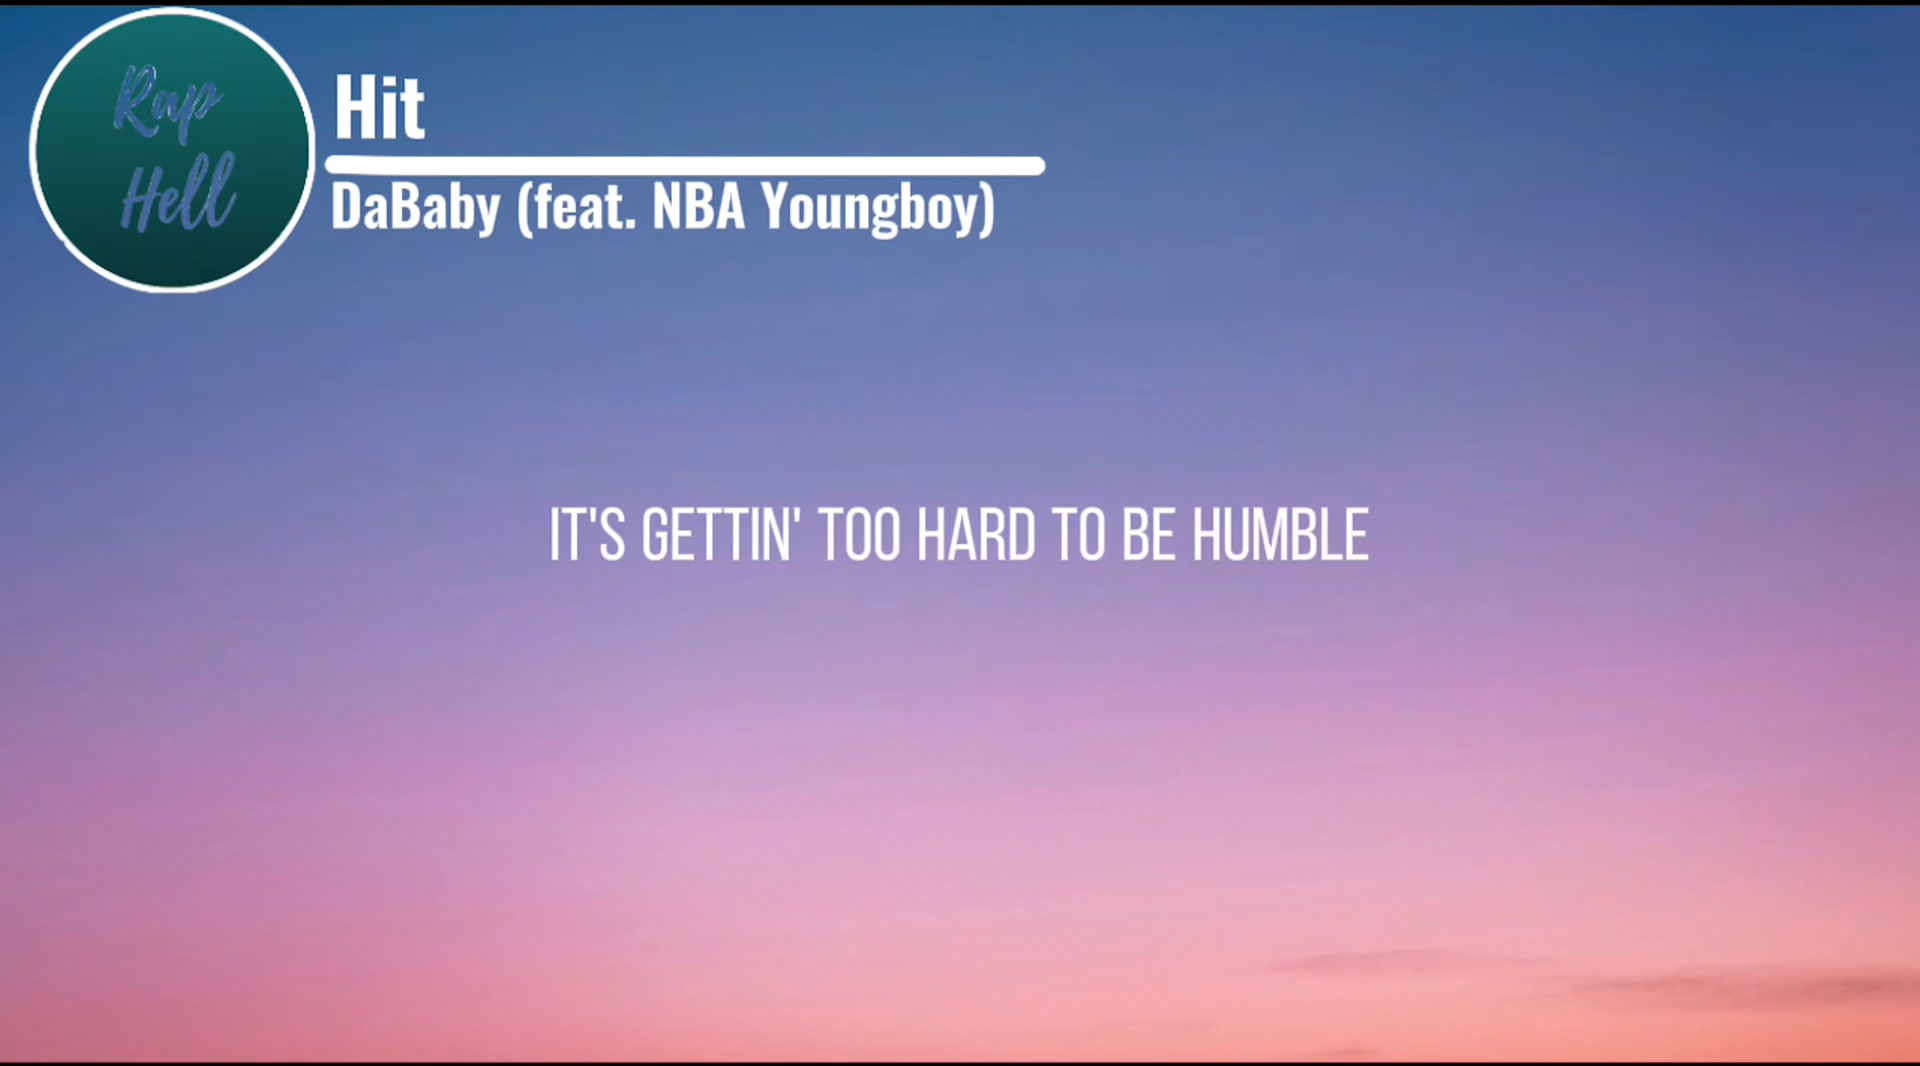 Rap
Hell
Hit
DaBaby (feat. NBA Youngboy)
IT'S GETTIN' TOO HARD TO BE HUMBLE